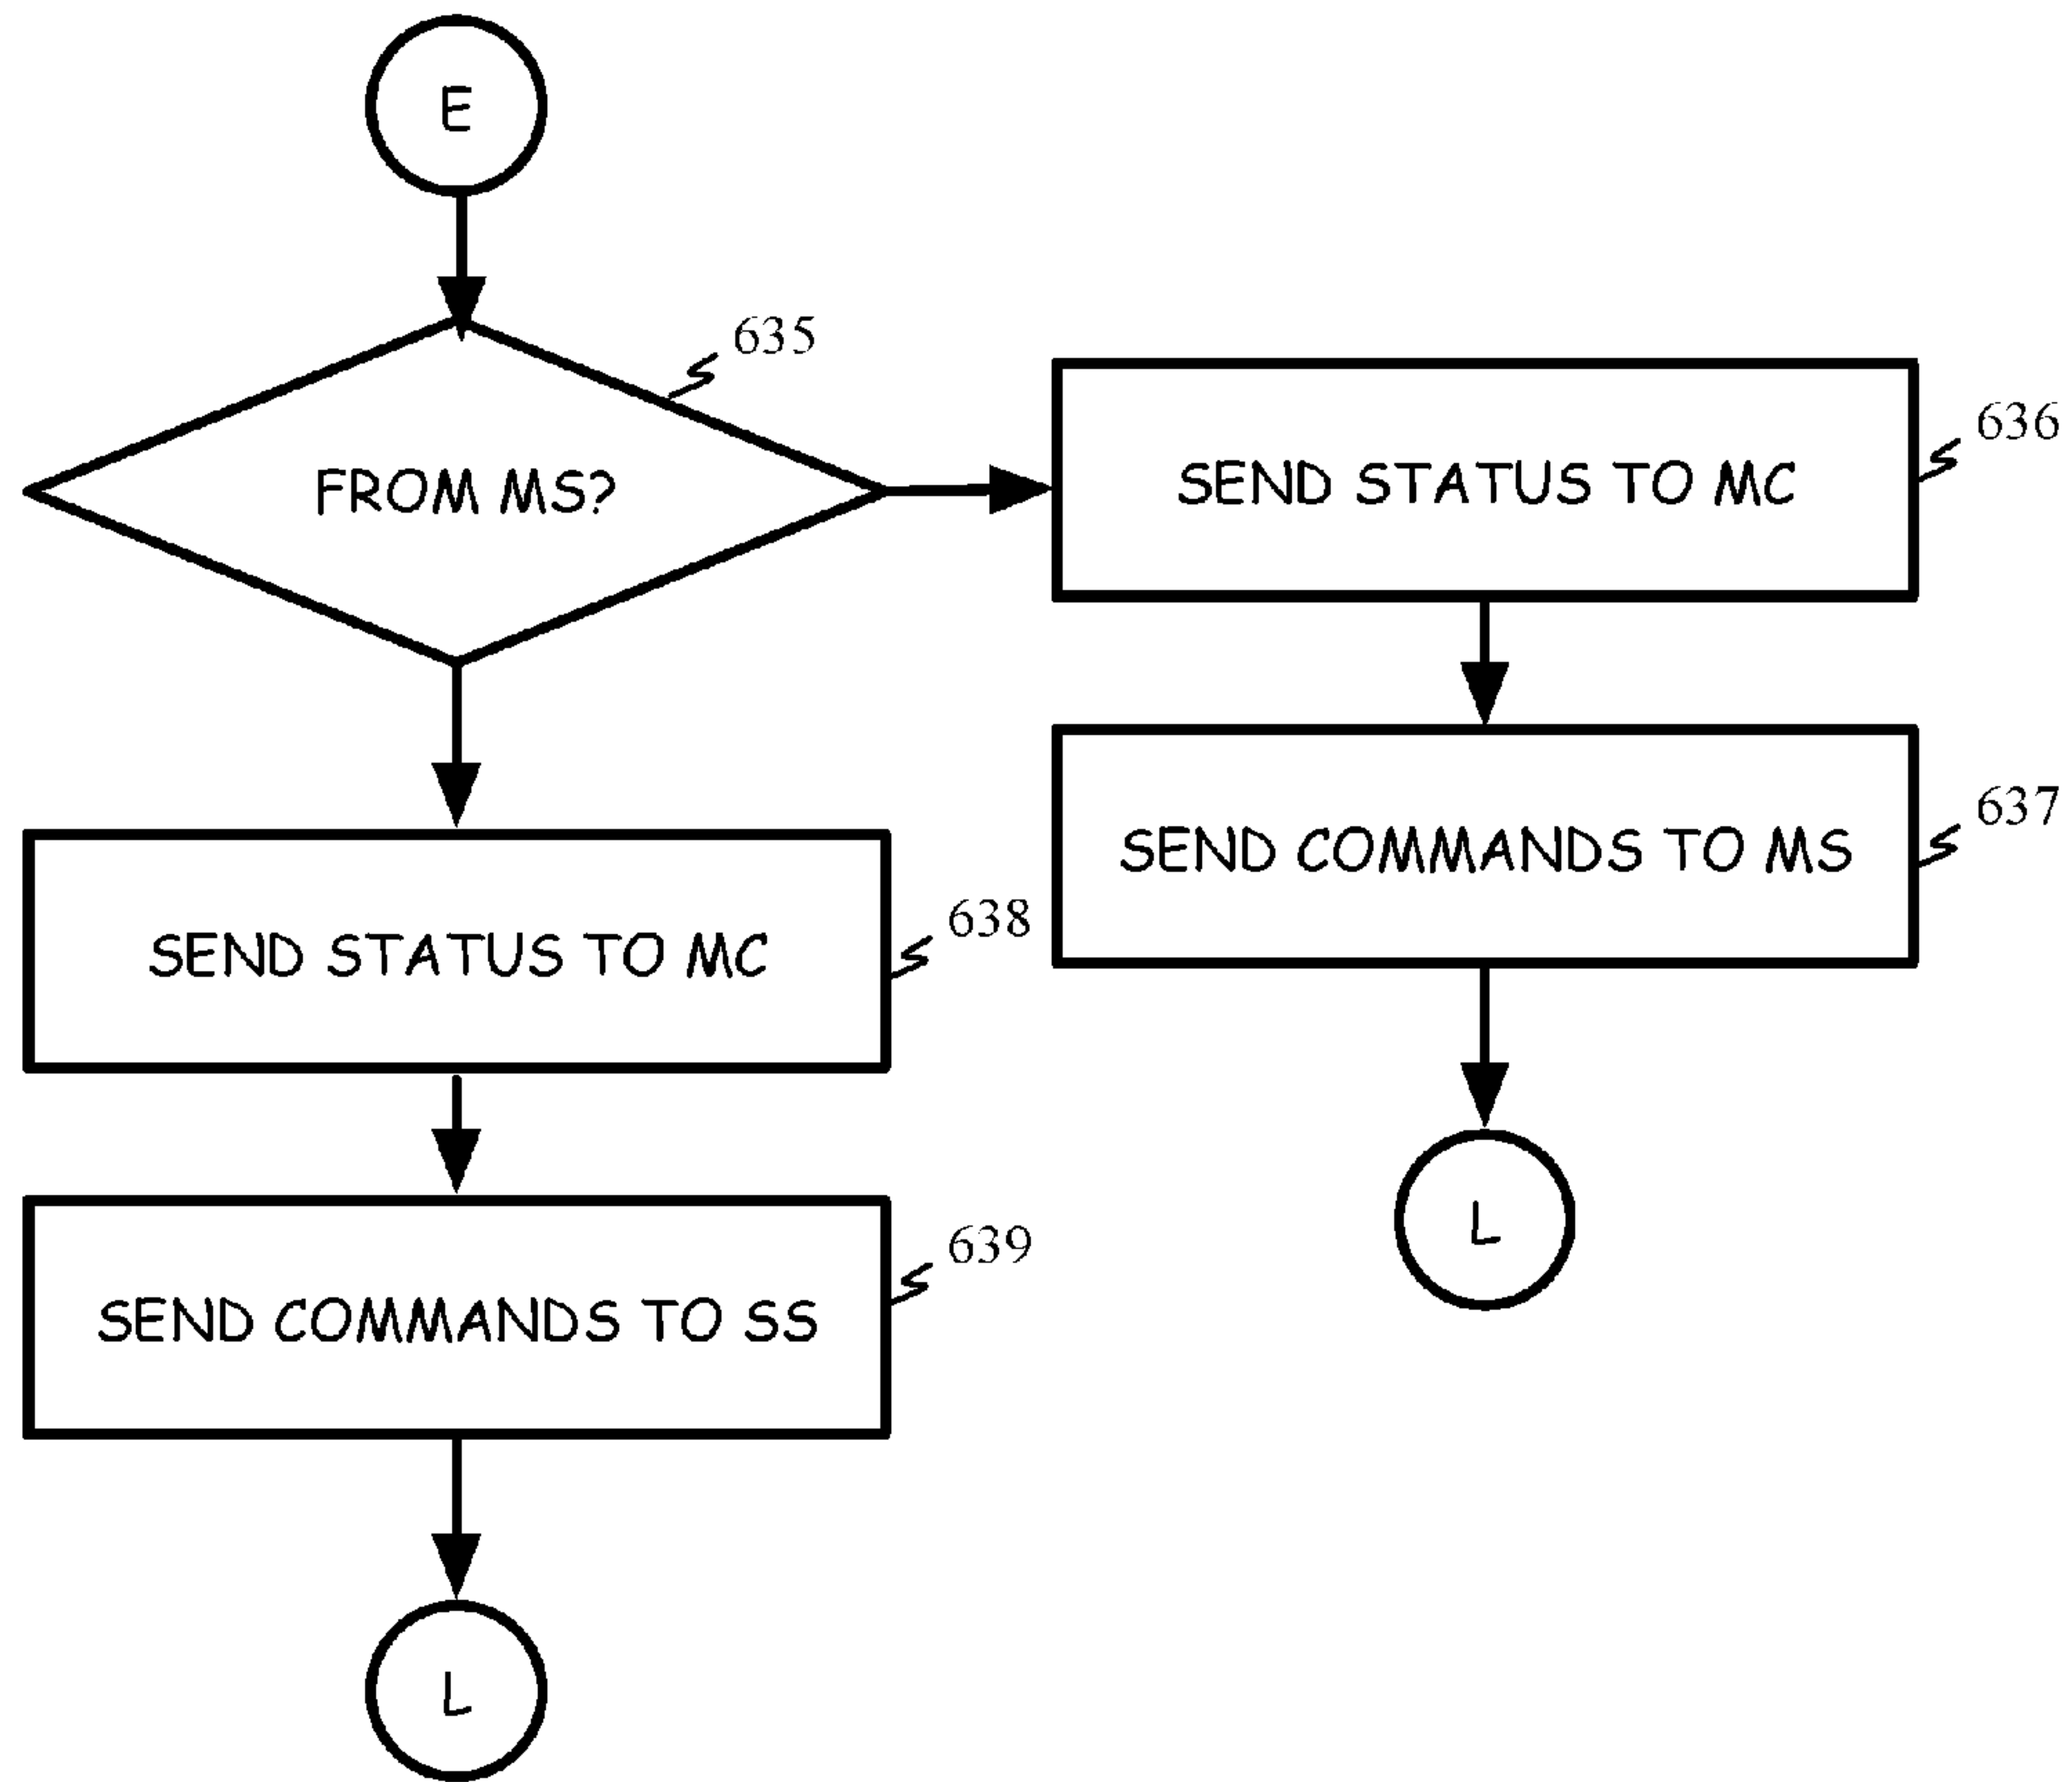 E
635
FROM MS?
636
SEND STATUS TO MC
637
SEND COMMANDS TO MS
L
638
SEND STATUS TO MC
639
SEND COMMANDS TO SS
L